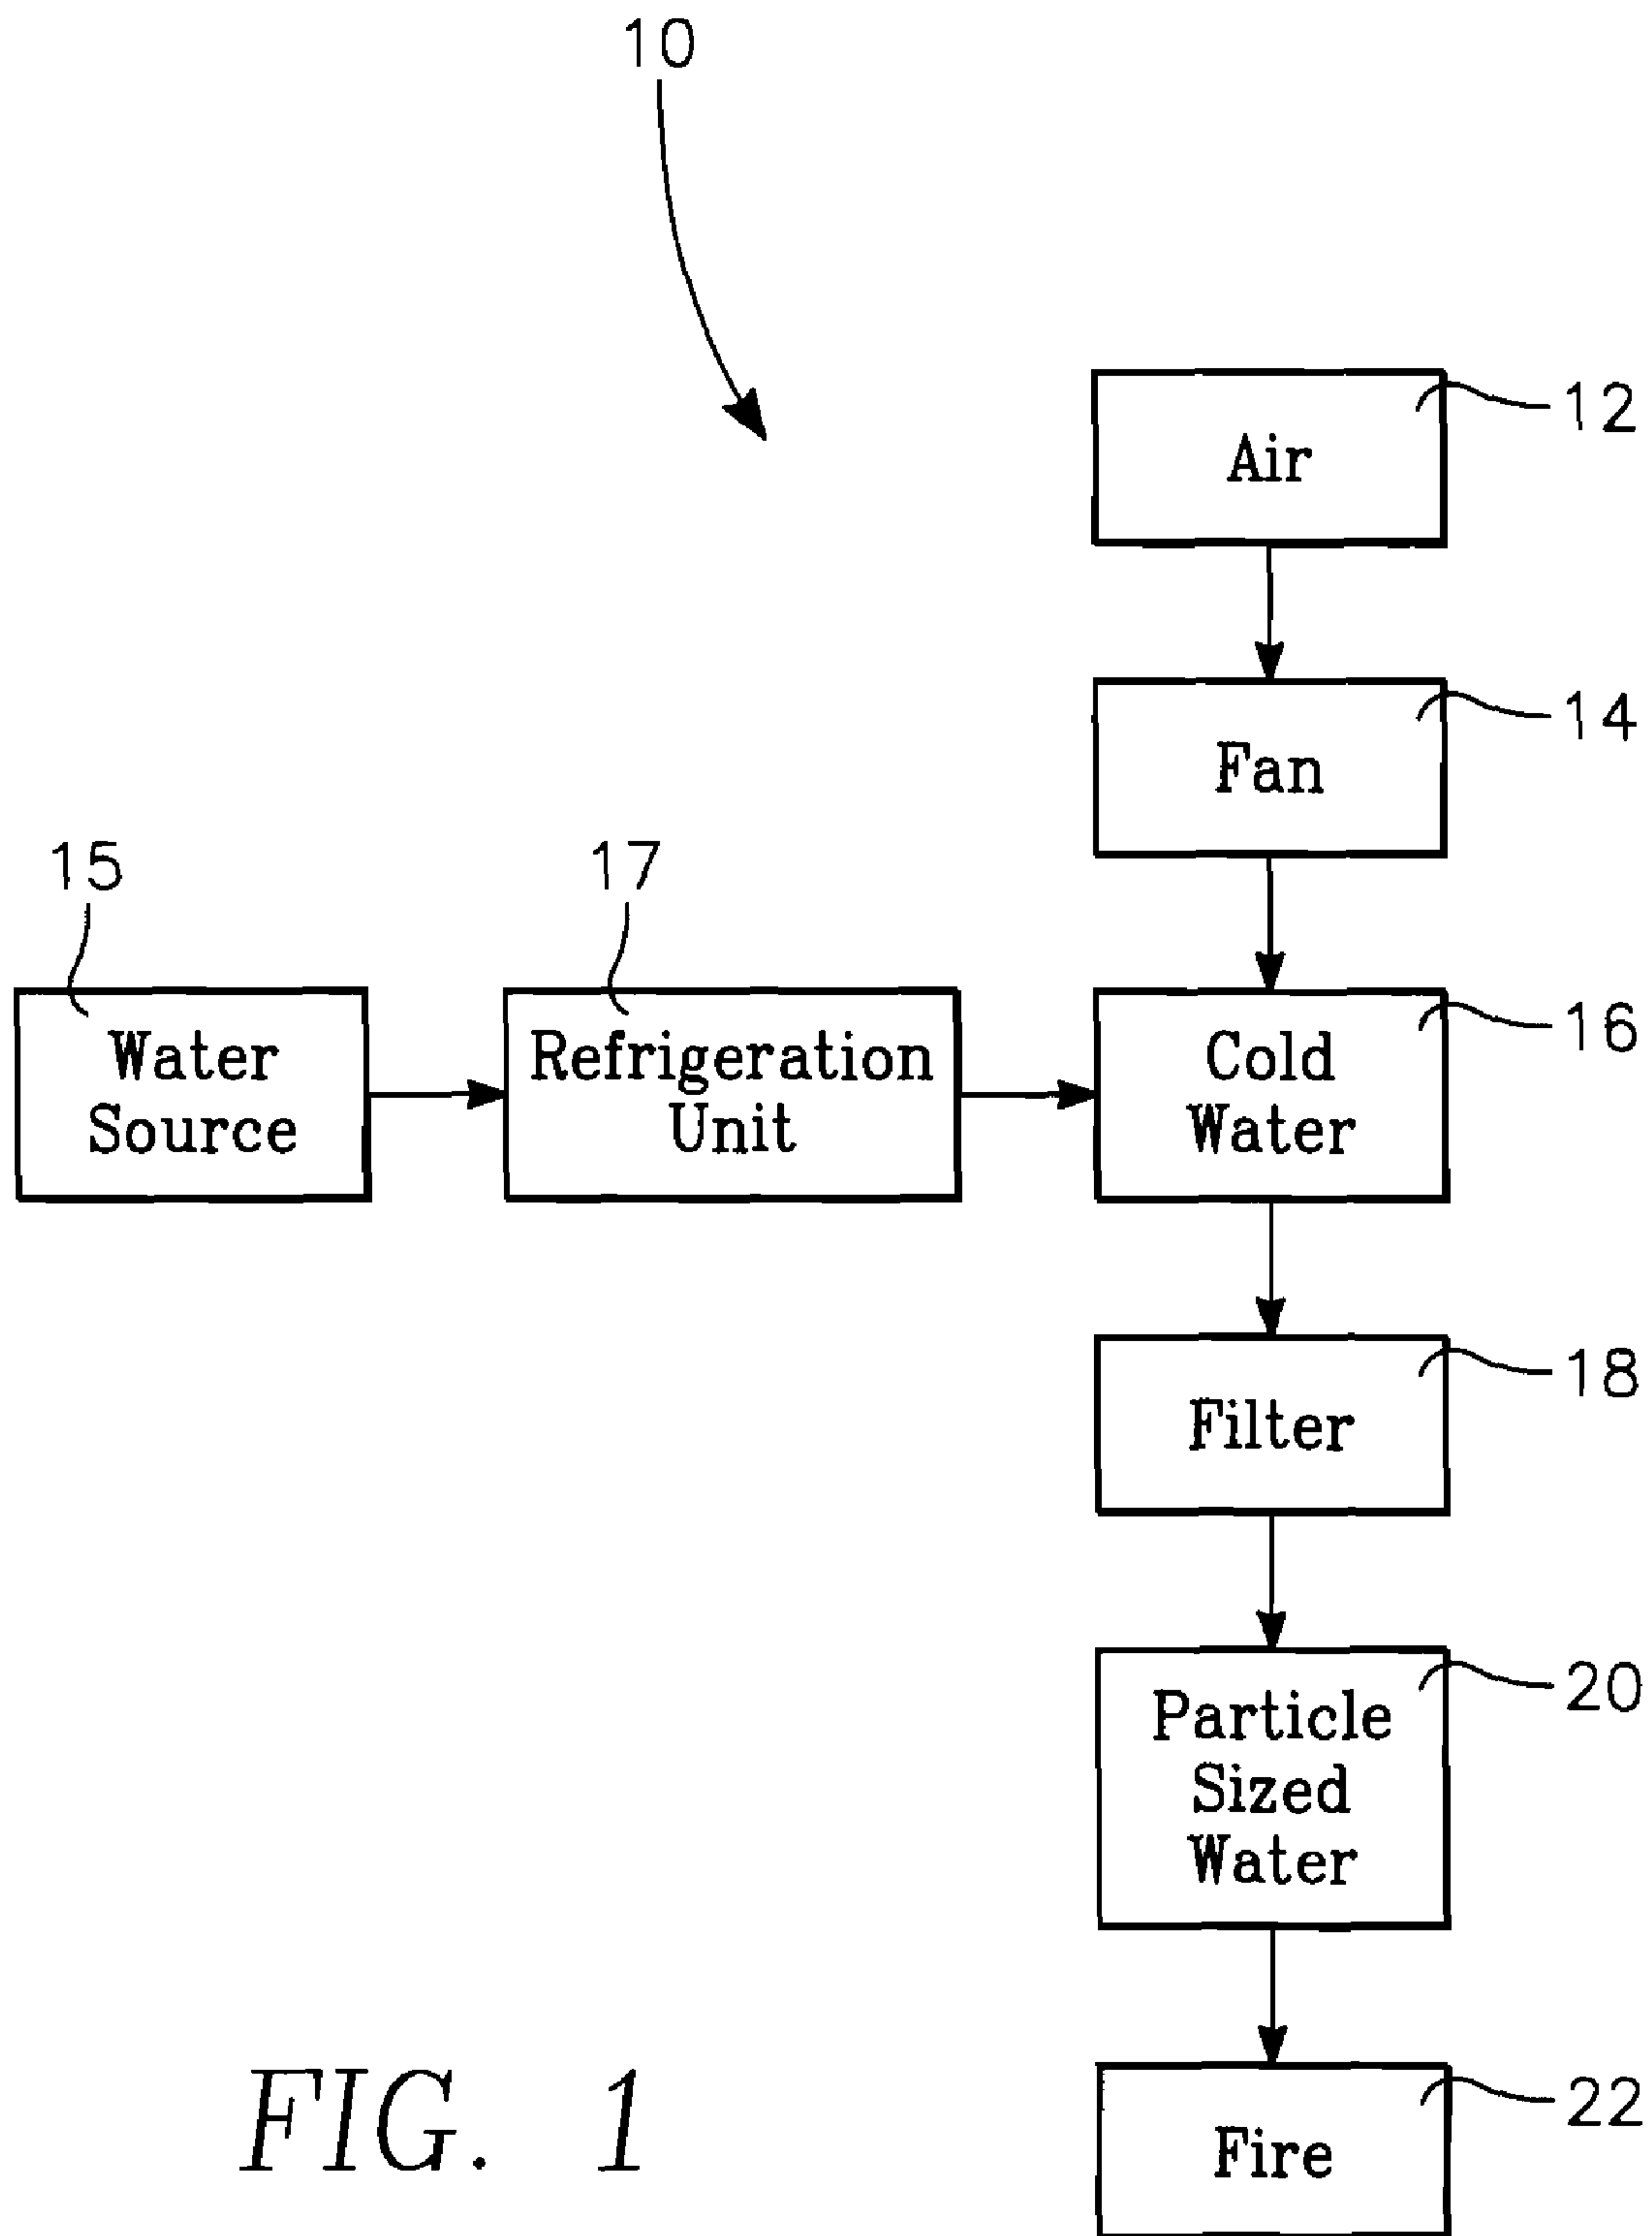 10
12
Air
14
Fan
15
17
16
Water
Source
Refrigeration
Unit
Cold
Water
18
Filter
20
Particle
Sized
Water
22
Fire
FIG. 1